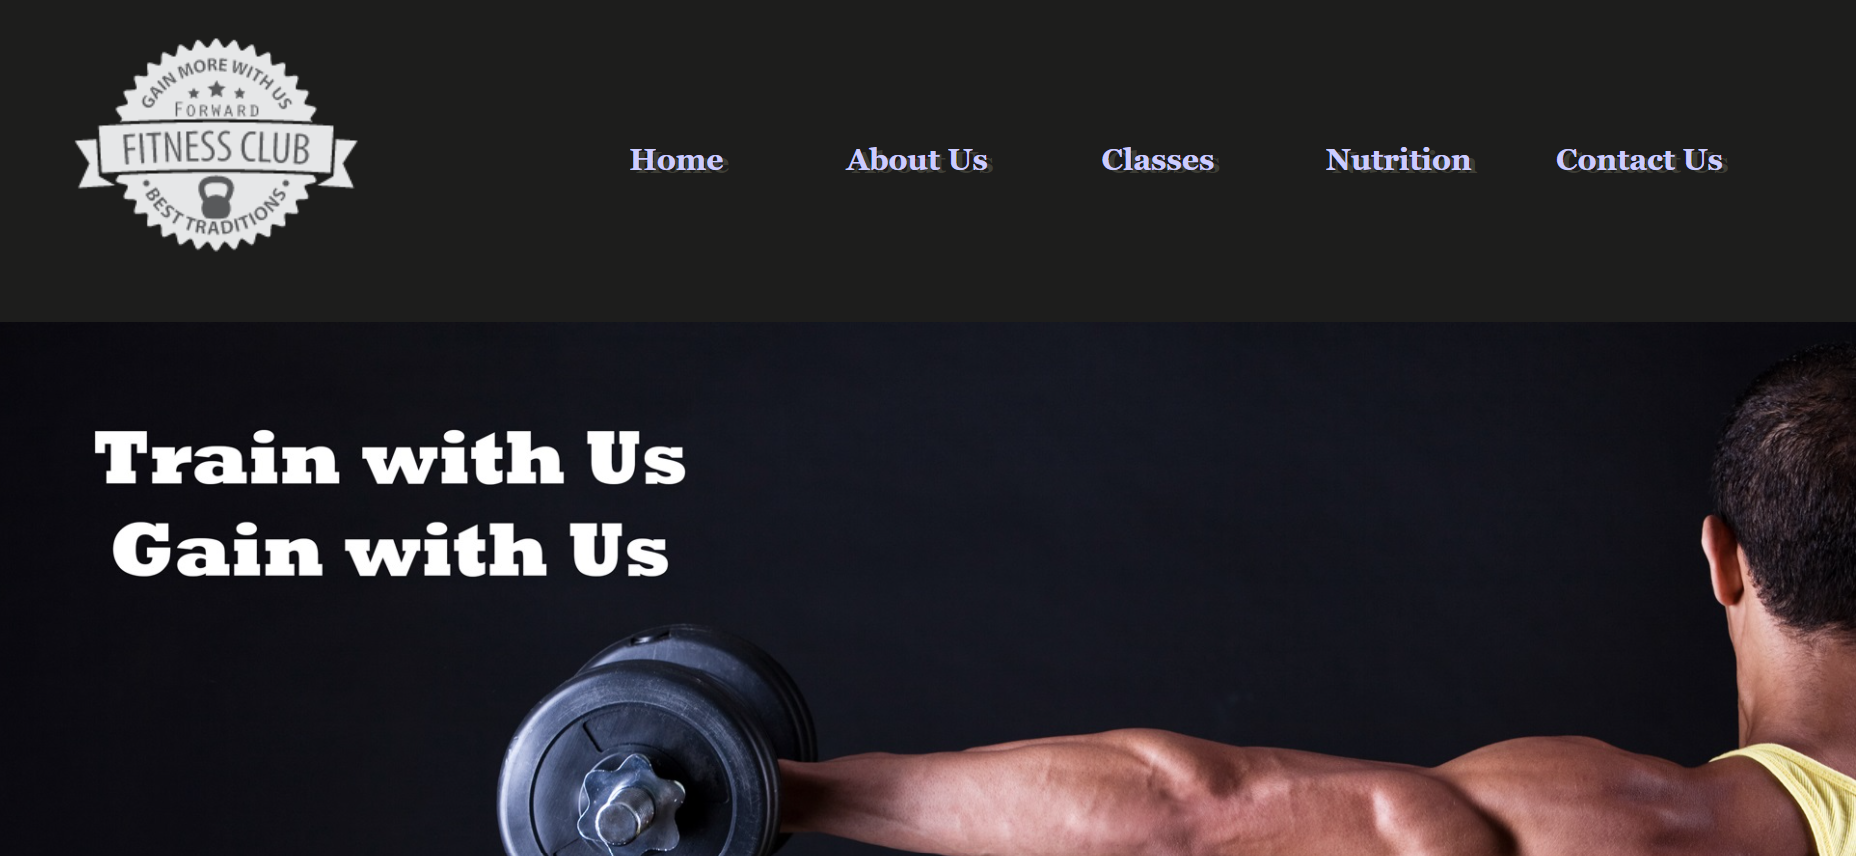 GAIN MORE WITH US
FORWARD
FITNESS CLUB
BEST TRADITIONS
Home About Us Classes Nutrition Contact Us
Train with Us
Gain with Us